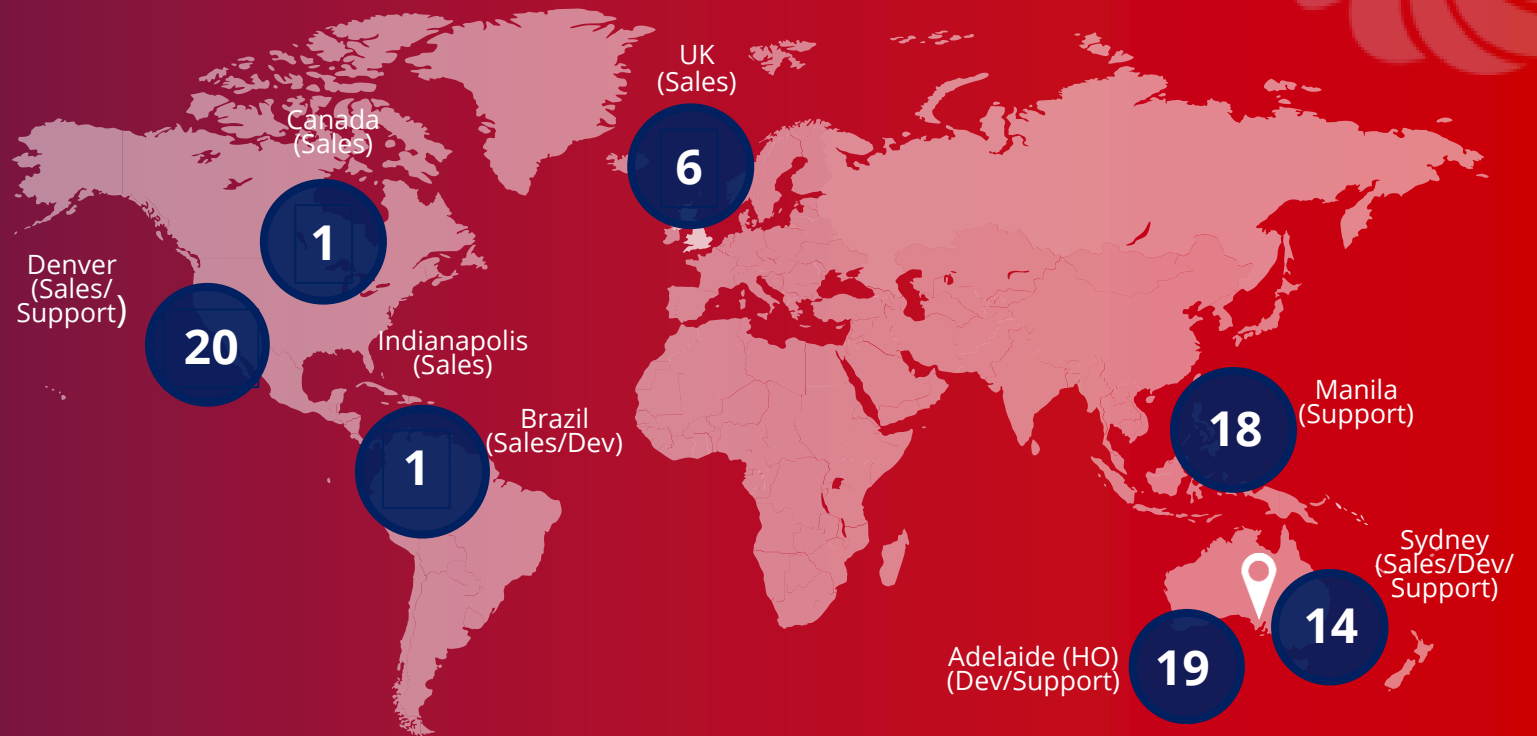 UK
(Sales)
6
Canada
(Sales)
1
Denver
(Sales/
Support)
20
Indianapolis
(Sales)
Brazil
(Sales/Dev)
1
Manila
(Support)
18
Sydney
(Sales/Dev/
Support)
14
Adelaide (HO)
(Dev/Support)
19